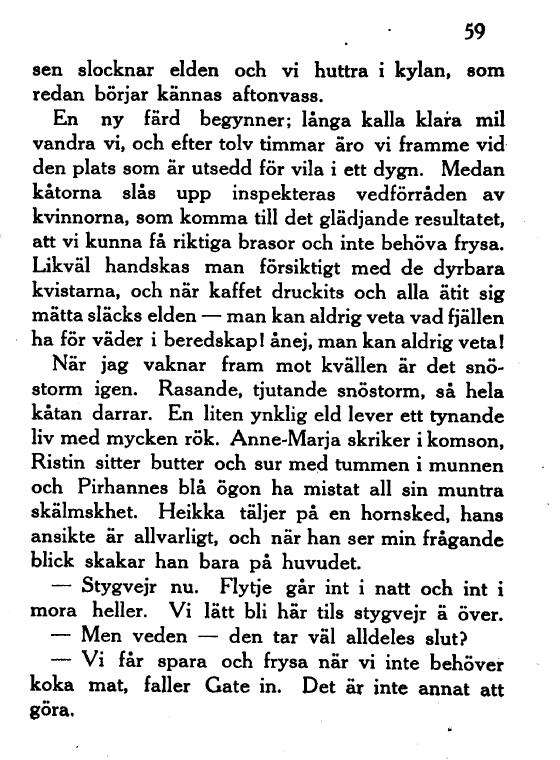 59
sen slocknar elden och vi huttra i kylan, som
redan börjar kännas aftonvass.
En ny färd begynner; långa kalla klara mil
vandra vi, och efter tolv timmar äro vi framme vid
den plats som är utsedd för vila i ett dygn. Medan
kåtorna slås upp inspekteras vedförråden av
kvinnorna, som komma till det glädjande resultatet,
att vi kunna få riktiga brasor och inte behöva frysa.
Likväl handskas man försiktigt med de dyrbara
kvistarna, och när kaffet druckits och alla ätit sig
mätta släcks elden — man kan aldrig veta vad fjällen
ha för väder i beredskap! ånej, man kan aldrig veta!
När jag vaknar fram mot kvällen är det snö-
storm igen. Rasande, tjutande snöstorm, så hela
kåtan darrar. En liten ynklig eld lever ett tynande
liv med mycken rök. Anne-Marja skriker i komson,
Ristin sitter butter och sur med tummen i munnen
och Pirhannes blå ögon ha mistat all sin muntra
skälmskhet. Heikka täljer på en hornsked, hans
ansikte är allvarligt, och när han ser min frågande
blick skakar han bara på huvudet.
— Stygvejr nu. Flytje går int i natt och int i
mora heller. Vi lätt bli här tils stygvejr ä över.
— Men veden — den tar väl alldeles slut?
— Vi får spara och frysa när vi inte behöver
koka mat, faller Gate in. Det är inte annat att
göra.